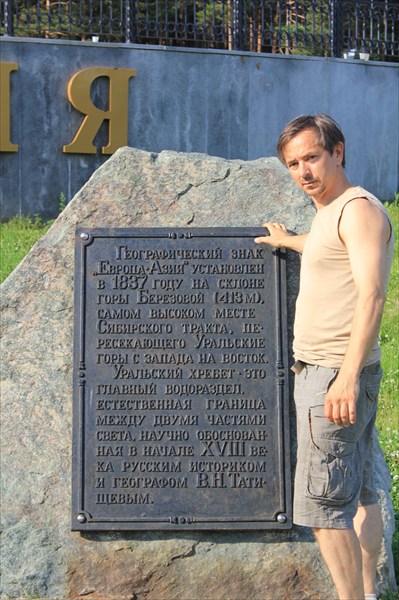 ИЯ
Географический знак
„Европа-Азия" установлен
в 1837 году на склоне
горы Березовой (413 м),
самом высоком месте
Сибирского тракта, пе-
ресекающего Уральские
горы с запада на восток.
Уральский хребет - это
главный водораздел,
естественная граница
между двумя частями
света, научно обоснован-
ная в начале XVIII ве-
ка русским историком
и географом В.Н. Тати-
щевым.